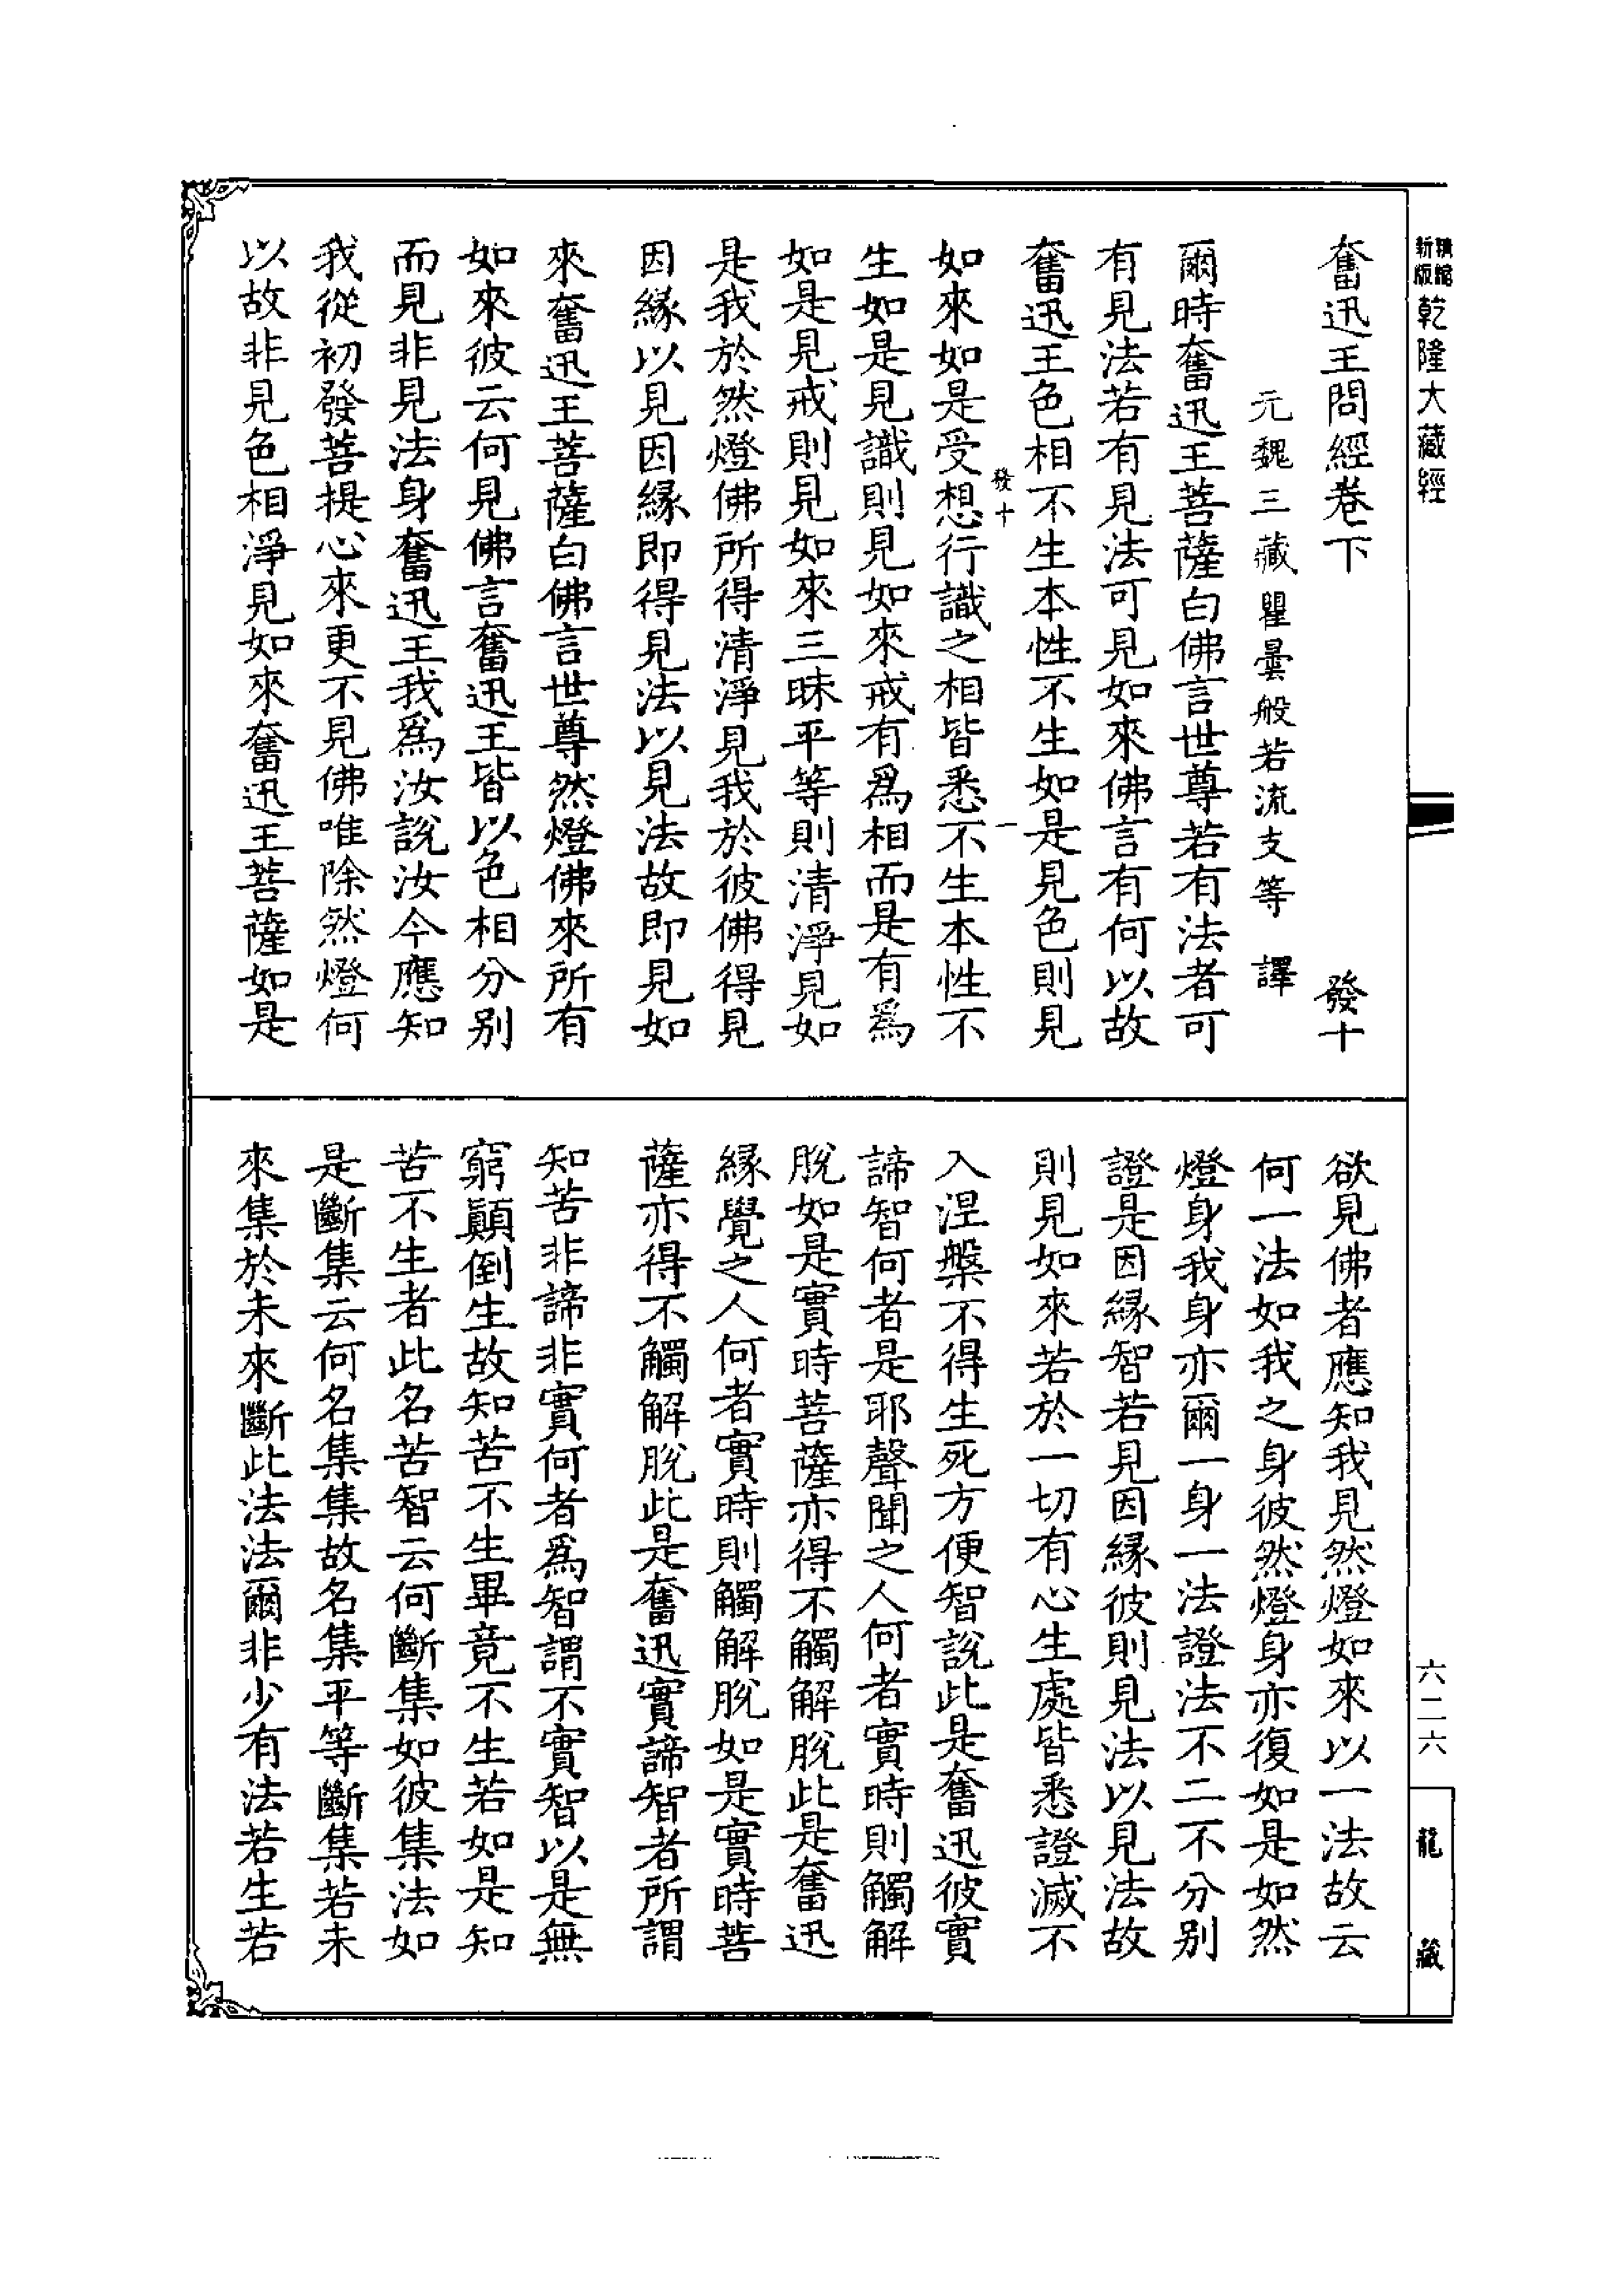 精縮
新版
乾隆大藏經
奮迅王問經卷下 發十
元魏三藏瞿曇般若流支等 譯
爾時奮迅王菩薩白佛言世尊若有法者可
有見法若有見法可見如來佛言有何以故
奮迅王色相不生本性不生如是見色則見
發十 一
如來如是受想行識之相皆悉不生本性不
生如是見識則見如來戒有為相而是有為
如是見戒則見如來三昧平等則清淨見如
是我於然燈佛所得清淨見我於彼佛得見
因緣以見因緣即得見法以見法故即見如
來奮迅王菩薩白佛言世尊然燈佛來所有
如來彼云何見佛言奮迅王皆以色相分別
而見非見法身奮迅王我為汝說汝今應知
我從初發菩提心來更不見佛唯除然燈何
以故非見色相淨見如來奮迅王菩薩如是
欲見佛者應知我見然燈如來以一法故云
何一法如我之身彼然燈身亦復如是如然
燈身我身亦爾一身一法證法不二不分別
證是因緣智若見因緣彼則見法以見法故
則見如來若於一切有心生處皆悉證滅不
入涅槃不得生死方便智說此是奮迅彼實
諦智何者是耶聲聞之人何者實時則觸解
脫如是實時菩薩亦得不觸解脫此是奮迅
緣覺之人何者實時則觸解脫如是實時菩
薩亦得不觸解脫此是奮迅實諦智者所謂
知苦非諦非實何者為智謂不實智以是無
窮顛倒生故知苦不生畢竟不生若如是知
苦不生者此名苦智云何斷集如彼集法如
是斷集云何名集集故名集平等斷集若未
來集於未來斷此法法爾非少有法若生若
六二六
龍藏